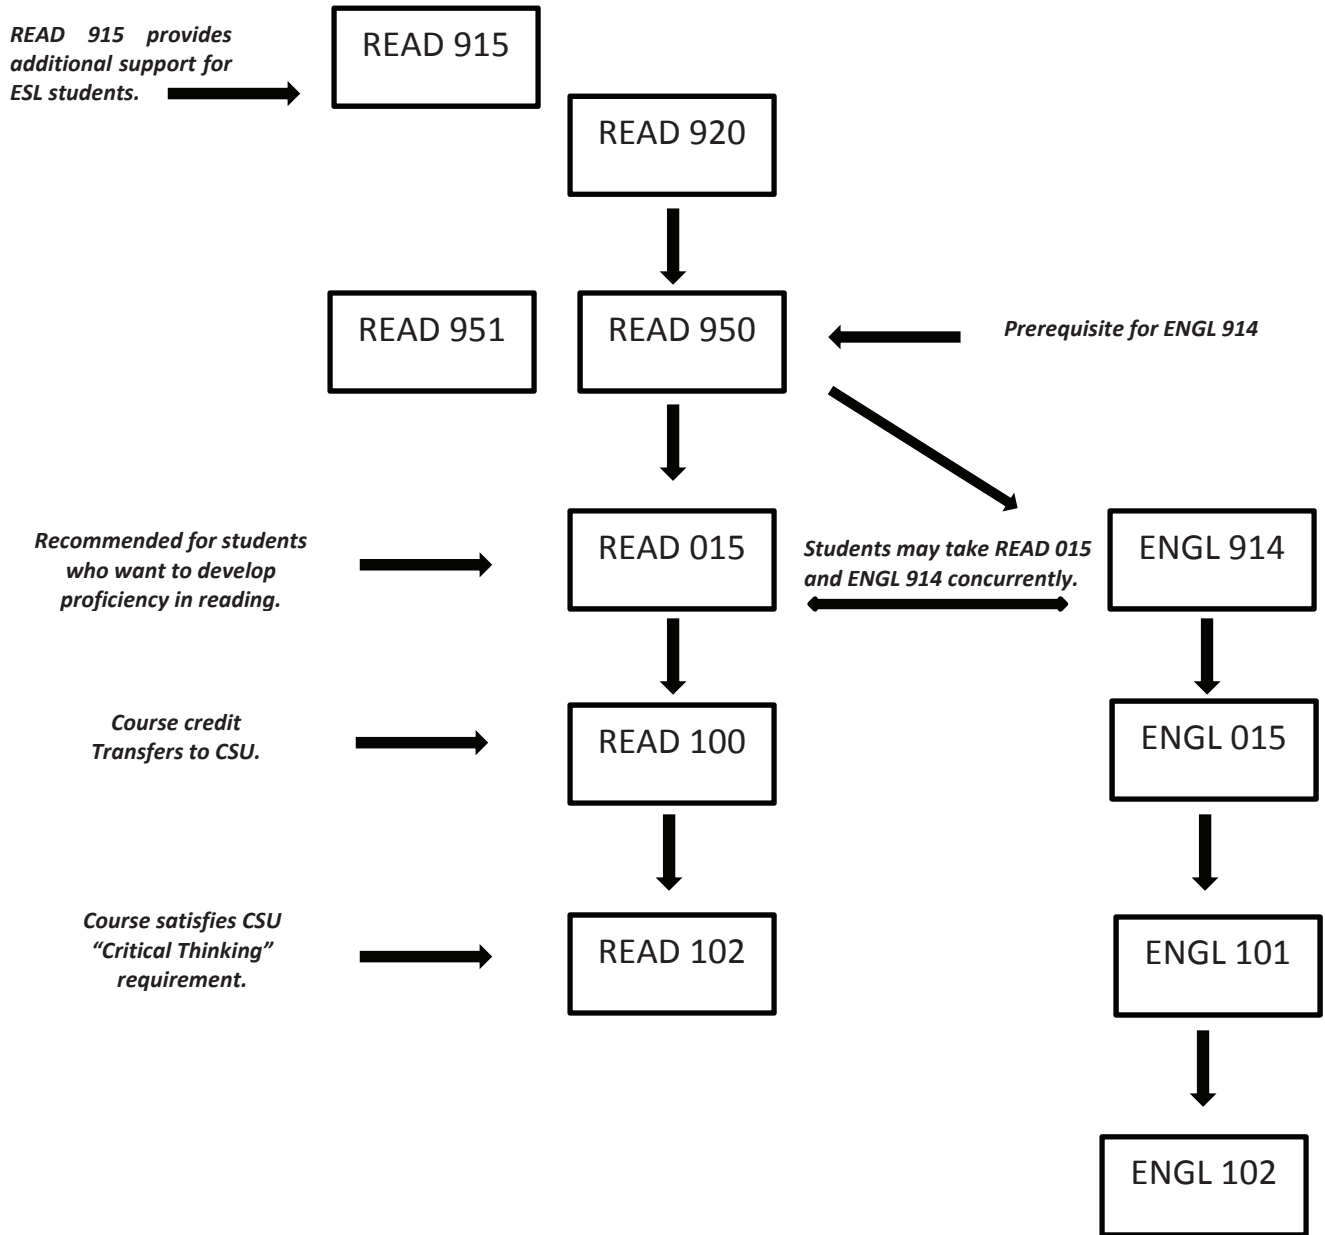 READ 915 provides
additional support for
ESL students.
READ 915
READ 920
READ 951
READ 950
Prerequisite for ENGL 914
Recommended for students
who want to develop
proficiency in reading.
READ 015
Students may take READ 015
and ENGL 914 concurrently.
ENGL 914
Course credit
Transfers to CSU.
READ 100
ENGL 015
Course satisfies CSU
“Critical Thinking”
requirement.
READ 102
ENGL 101
ENGL 102